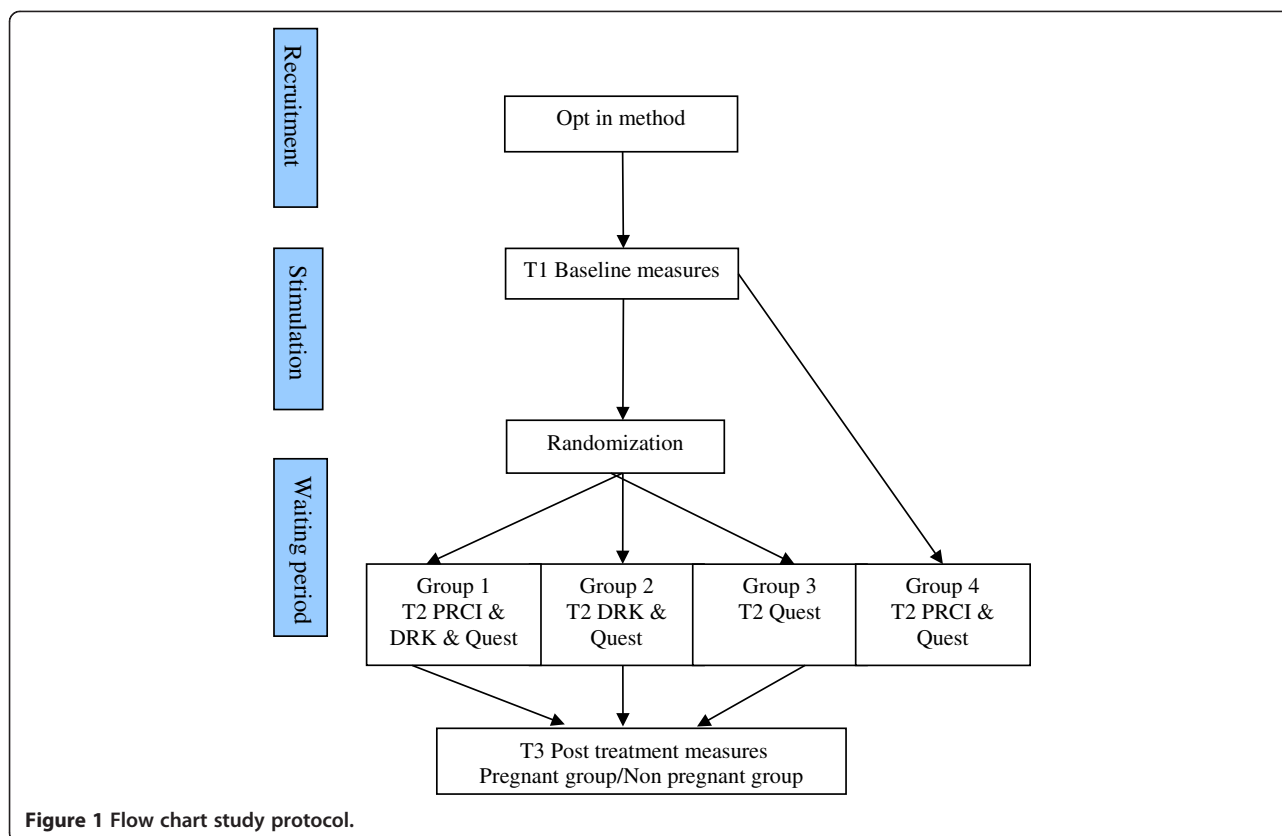 Recruitment
Opt in method
Stimulation
T1 Baseline measures
Randomization
Waiting period
Group 1
T2 PRCI &
DRK & Quest
Group 2
T2 DRK &
Quest
Group 3
T2 Quest
Group 4
T2 PRCI &
Quest
T3 Post treatment measures
Pregnant group/Non pregnant group
Figure 1 Flow chart study protocol.